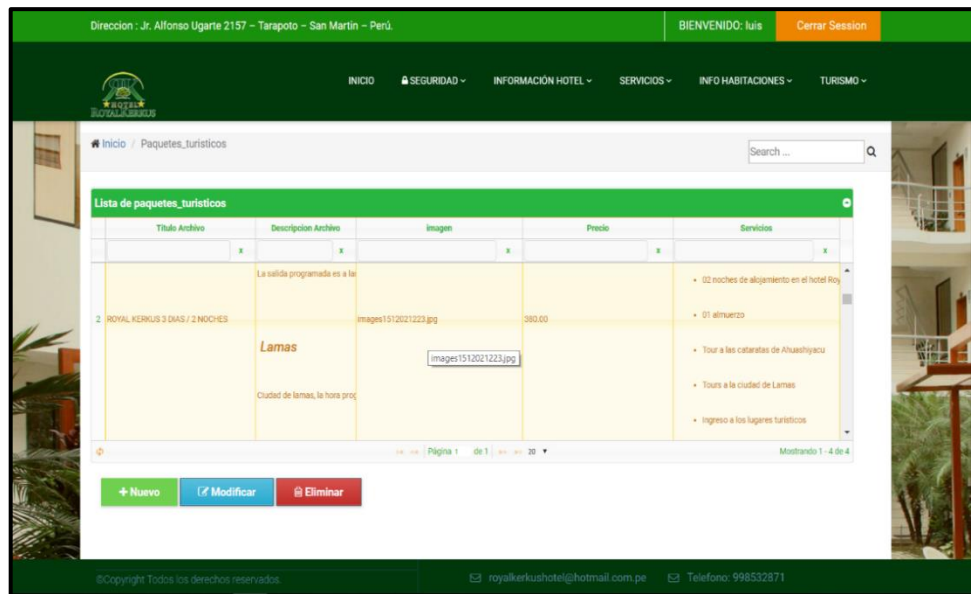 Direccion : Jr. Alfonso Ugarte 2157 – Tarapoto – San Martin – Perú. BIENVENIDO: luis Cerrar Session
HOTEL
ROYALKERKUS
INICIO SEGURIDAD INFORMACIÓN HOTEL SERVICIOS INFO HABITACIONES TURISMO
Inicio / Paquetes_turisticos
Search ...
Lista de paquetes_turisticos
Titulo Archivo Descripcion Archivo imagen Precio Servicios
x x x x x
La salida programada es a la
• 02 noches de alojamiento en el hotel Roy
2 ROYAL KERKUS 3 DIAS / 2 NOCHES images1512021223.jpg 380.00
• 01 almuerzo
Lamas
images1512021223.jpg
• Tour a las cataratas de Ahuashiyacu
• Tours a la ciudad de Lamas
Ciudad de lamas, la hora prog
• Ingreso a los lugares turísticos
Página 1 de 1 20 Mostrando 1 - 4 de 4
+ Nuevo Modificar Eliminar
©Copyright Todos los derechos reservados. royalkerkushotel@hotmail.com.pe Telefono: 998532871